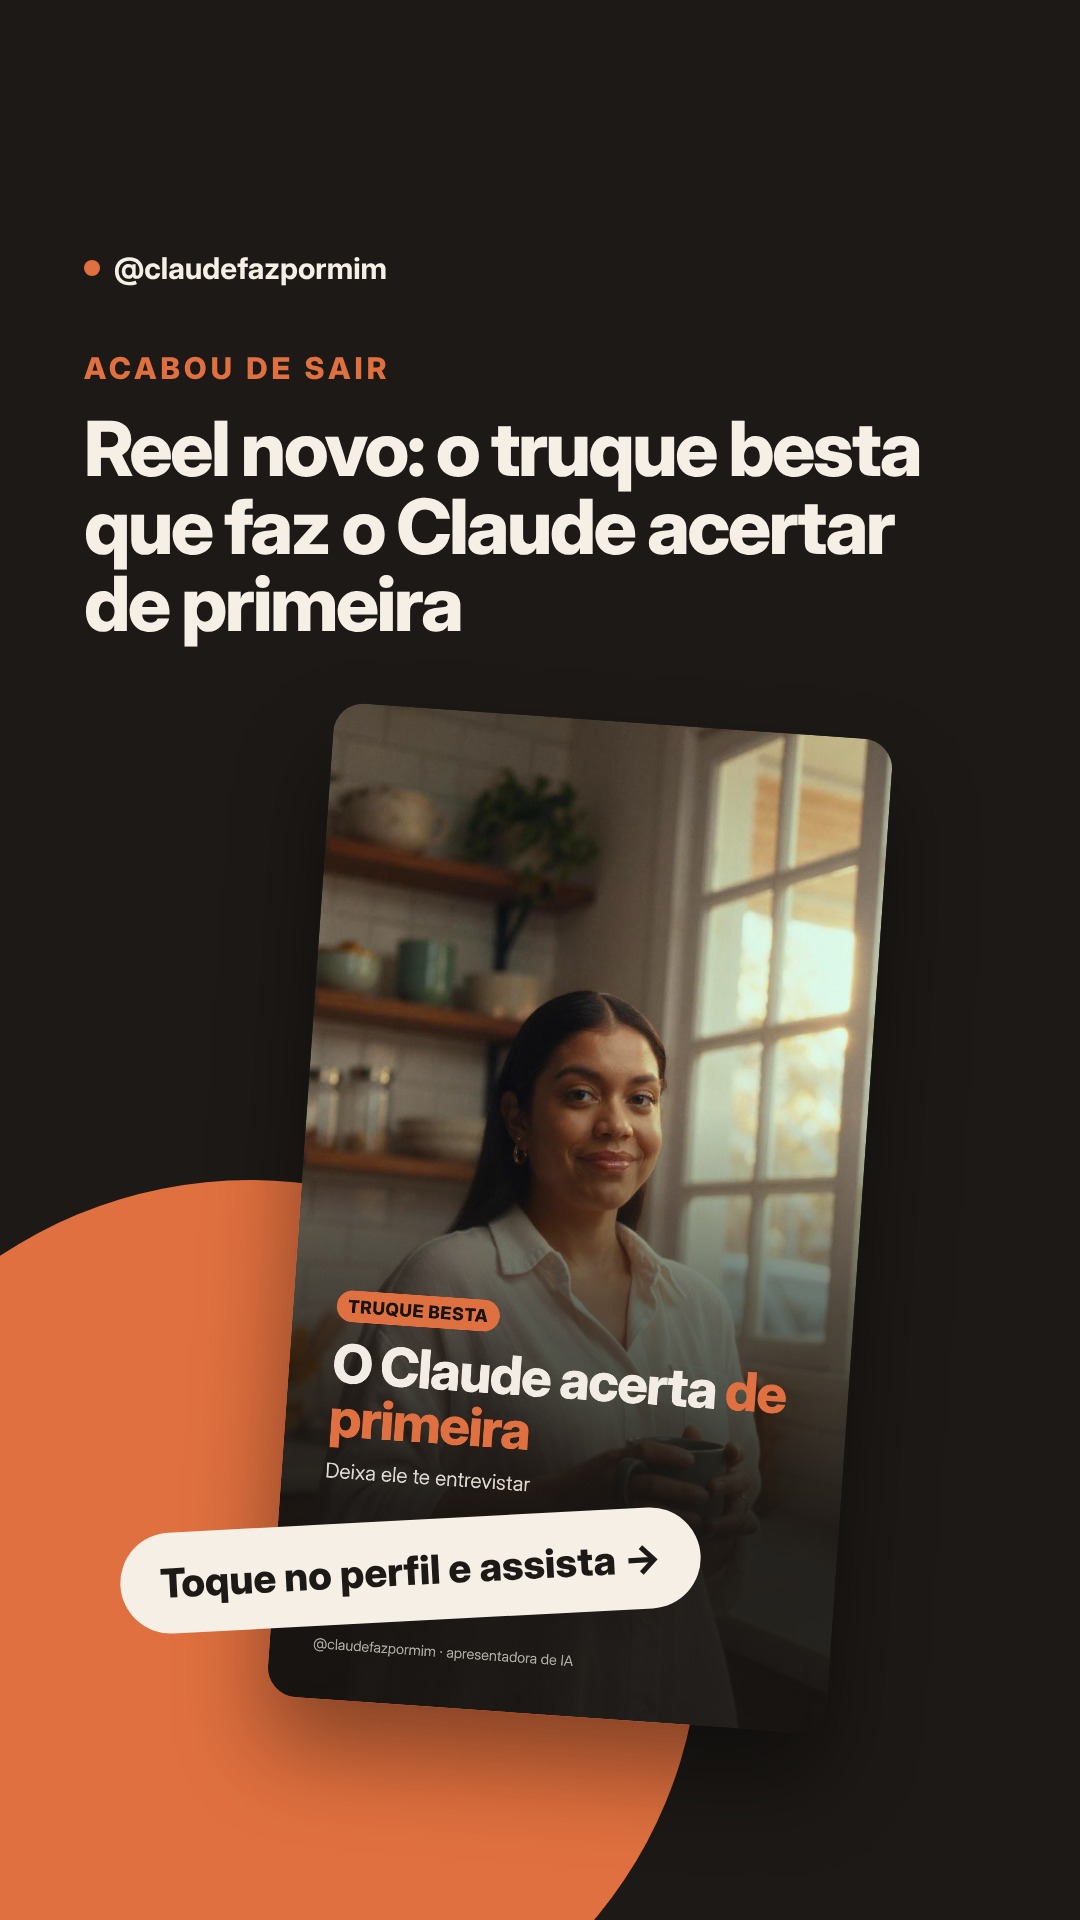 @claudefazpormim
ACABOU DE SAIR
Reel novo: o truque besta
que faz o Claude acertar
de primeira
TRUQUE BESTA
O Claude acerta de
primeira
Deixa ele te entrevistar
Toque no perfil e assista →
@claudefazpormim · apresentadora de IA